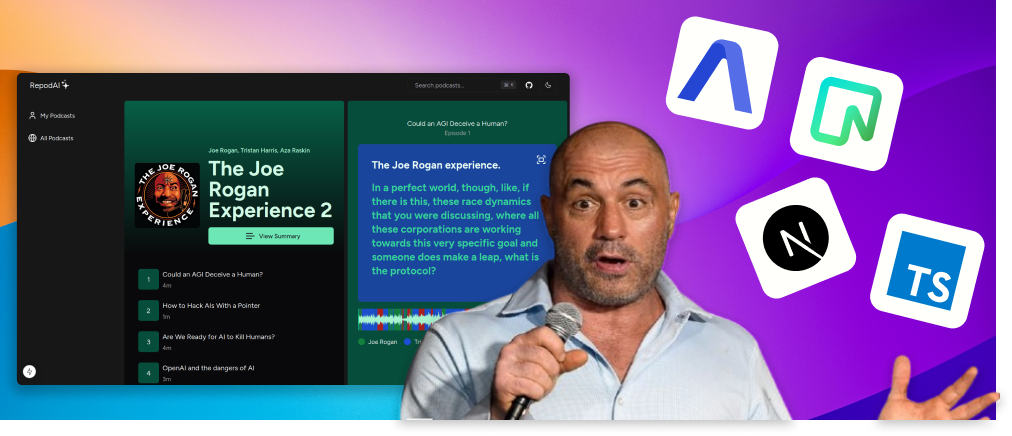 RepodAI
Search podcasts...
⌘ K
My Podcasts
All Podcasts
THE JOE ROGAN EXPERIENCE
Joe Rogan, Tristan Harris, Aza Raskin
The Joe
Rogan
Experience 2
View Summary
1
Could an AGI Deceive a Human?
4m
2
How to Hack AIs With a Pointer
1m
3
Are We Ready for AI to Kill Humans?
4m
4
OpenAI and the dangers of AI
3m
Could an AGI Deceive a Human?
Episode 1
The Joe Rogan experience.
In a perfect world, though, like, if
there is this, these race dynamics
that you were discussing, where all
these corporations are working
towards this very specific goal and
someone does make a leap, what is
the protocol?
Joe Rogan
Tri
N
N
TS